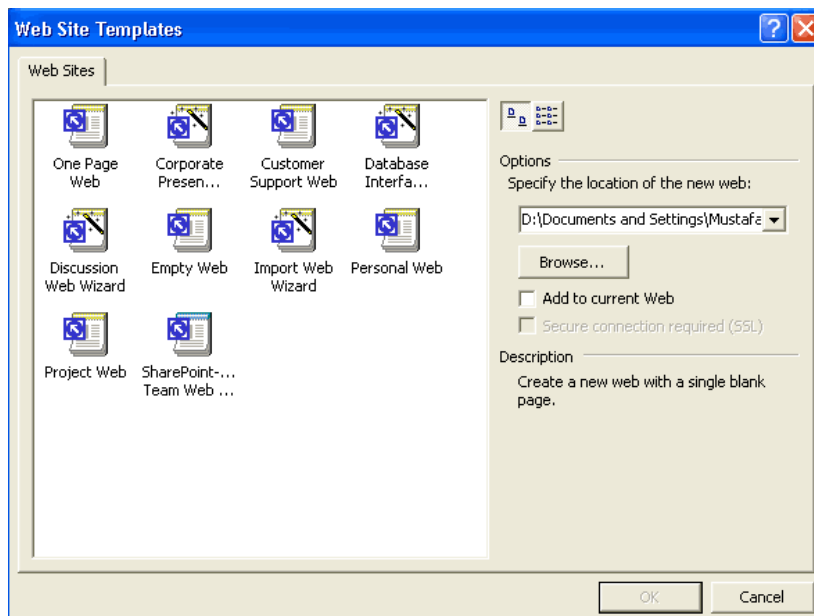 Web Site Templates
Web Sites
One Page
Web
Corporate
Presen...
Customer
Support Web
Database
Interfa...
Discussion
Web Wizard
Empty Web
Import Web
Wizard
Personal Web
Project Web
SharePoint-...
Team Web ...
Options
Specify the location of the new web:
D:\Documents and Settings\Mustafa
Browse...
Add to current Web
Secure connection required (SSL)
Description
Create a new web with a single blank
page.
OK
Cancel